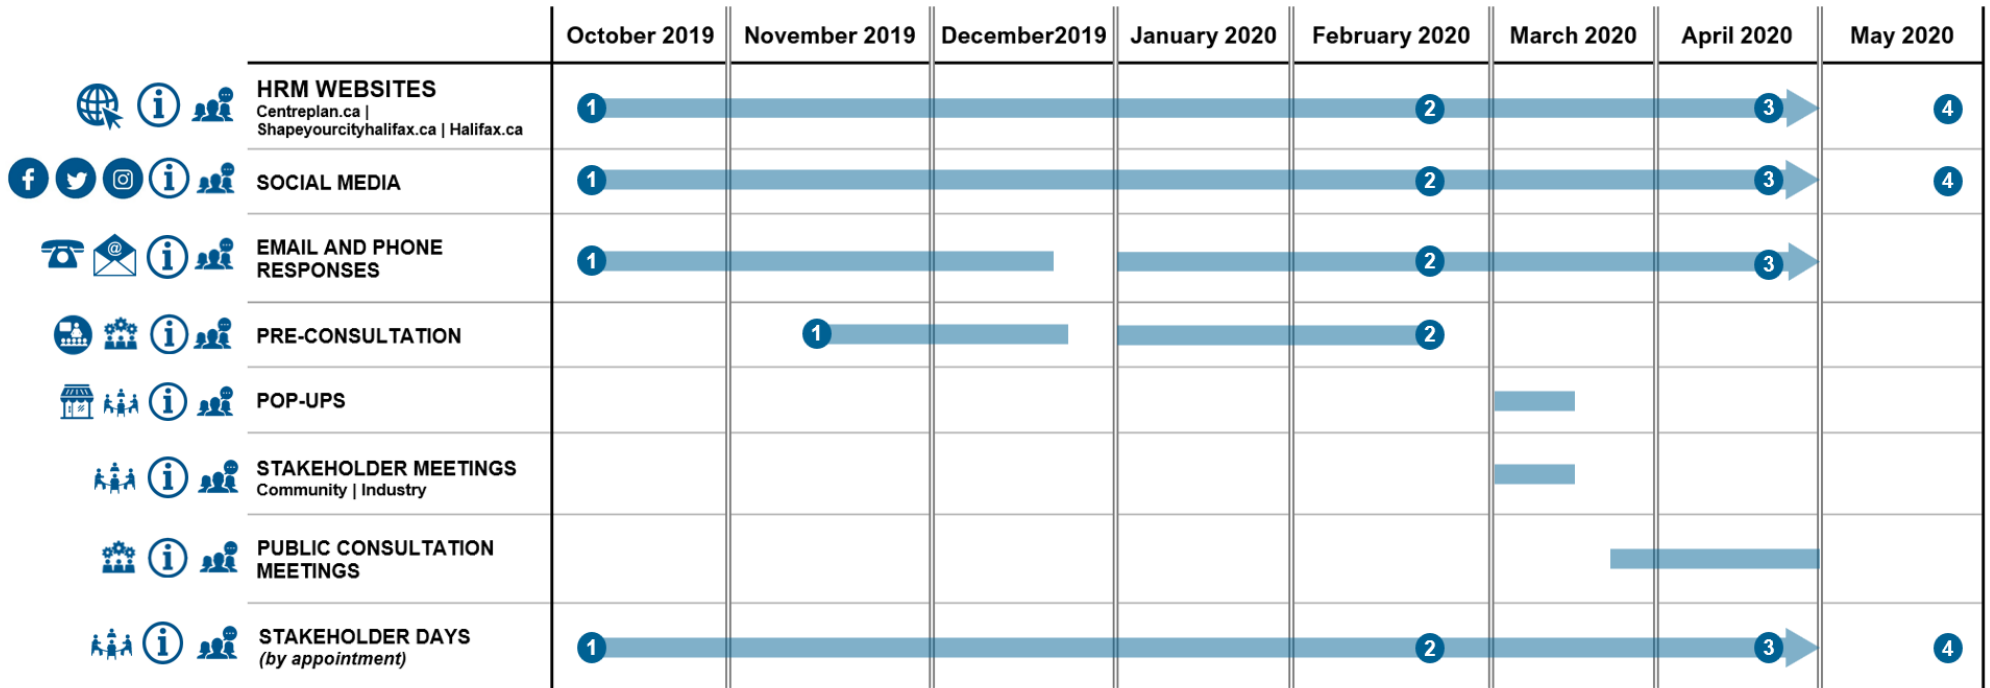 October 2019 November 2019 December2019 January 2020 February 2020 March 2020 April 2020 May 2020
HRM WEBSITES
Centreplan.ca |
Shapeyourcityhalifax.ca | Halifax.ca
1 2 3 4
SOCIAL MEDIA
1 2 3 4
EMAIL AND PHONE
RESPONSES
1 2 3
PRE-CONSULTATION
1 2
POP-UPS
STAKEHOLDER MEETINGS
Community | Industry
PUBLIC CONSULTATION
MEETINGS
STAKEHOLDER DAYS
(by appointment)
1 2 3 4